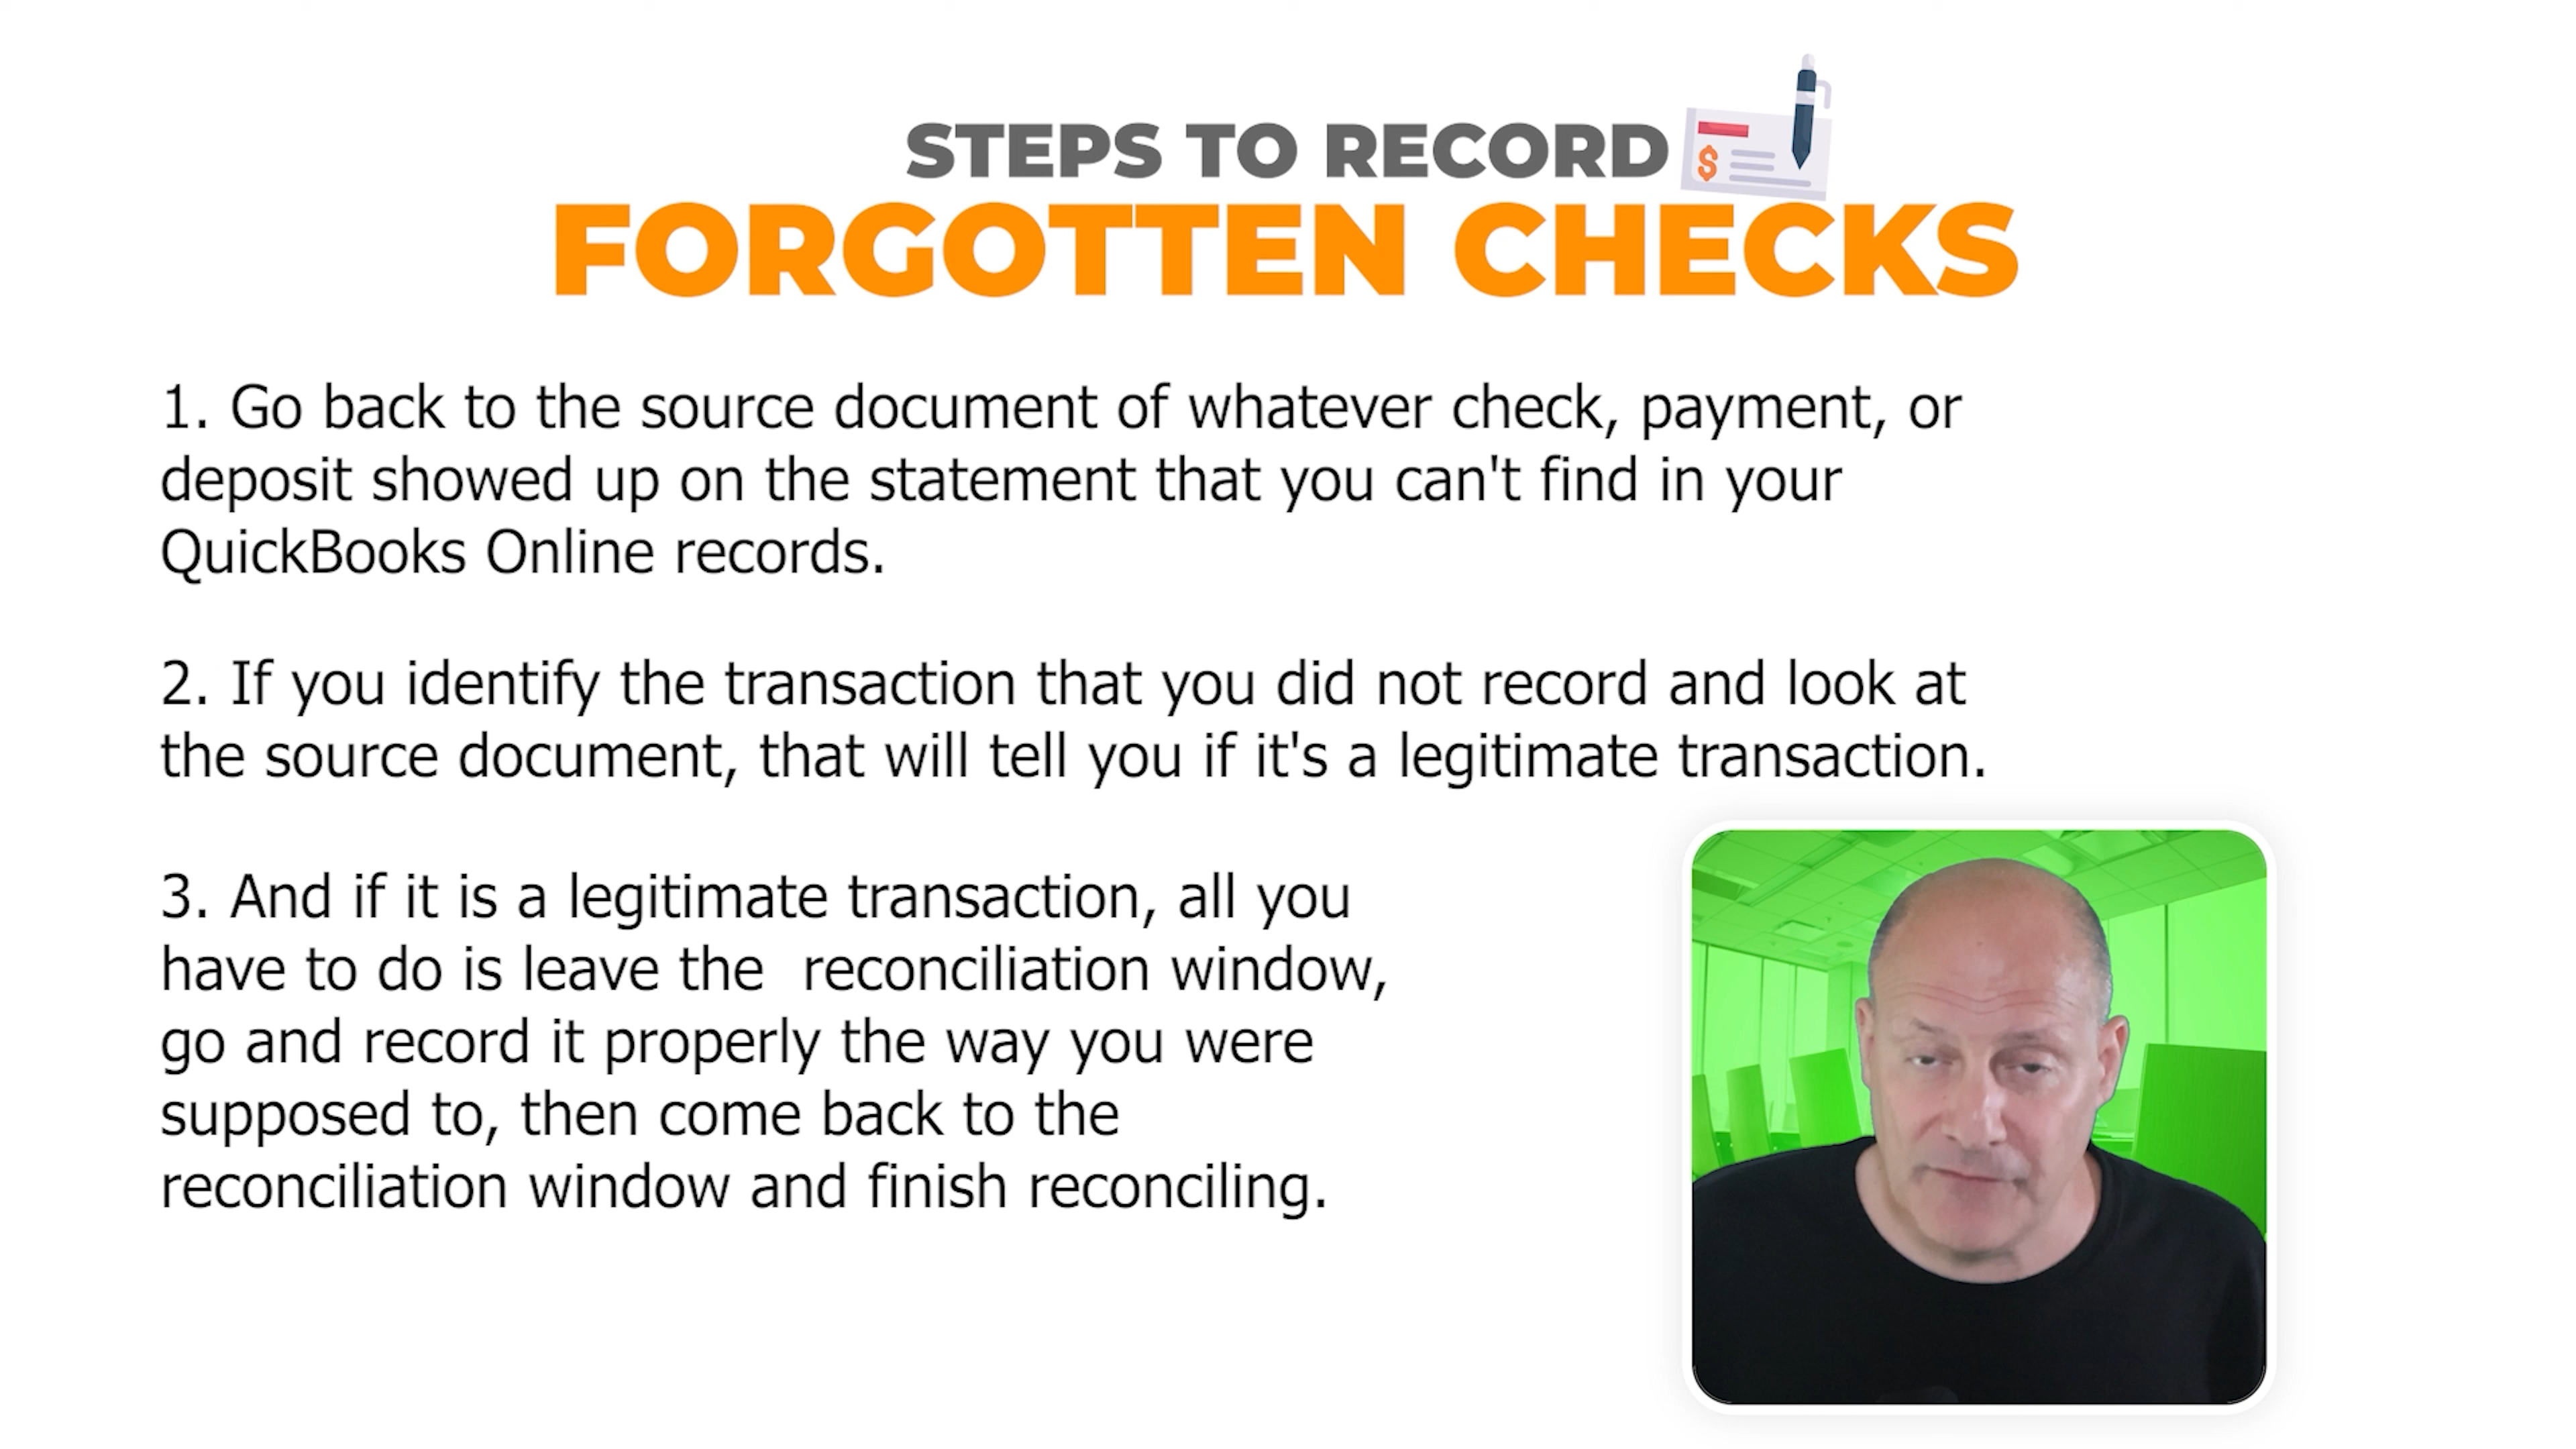 STEPS TO RECORD
FORGOTTEN CHECKS
1. Go back to the source document of whatever check, payment, or
deposit showed up on the statement that you can't find in your
QuickBooks Online records.
2. If you identify the transaction that you did not record and look at
the source document, that will tell you if it's a legitimate transaction.
3. And if it is a legitimate transaction, all you
have to do is leave the  reconciliation window,
go and record it properly the way you were
supposed to, then come back to the
reconciliation window and finish reconciling.